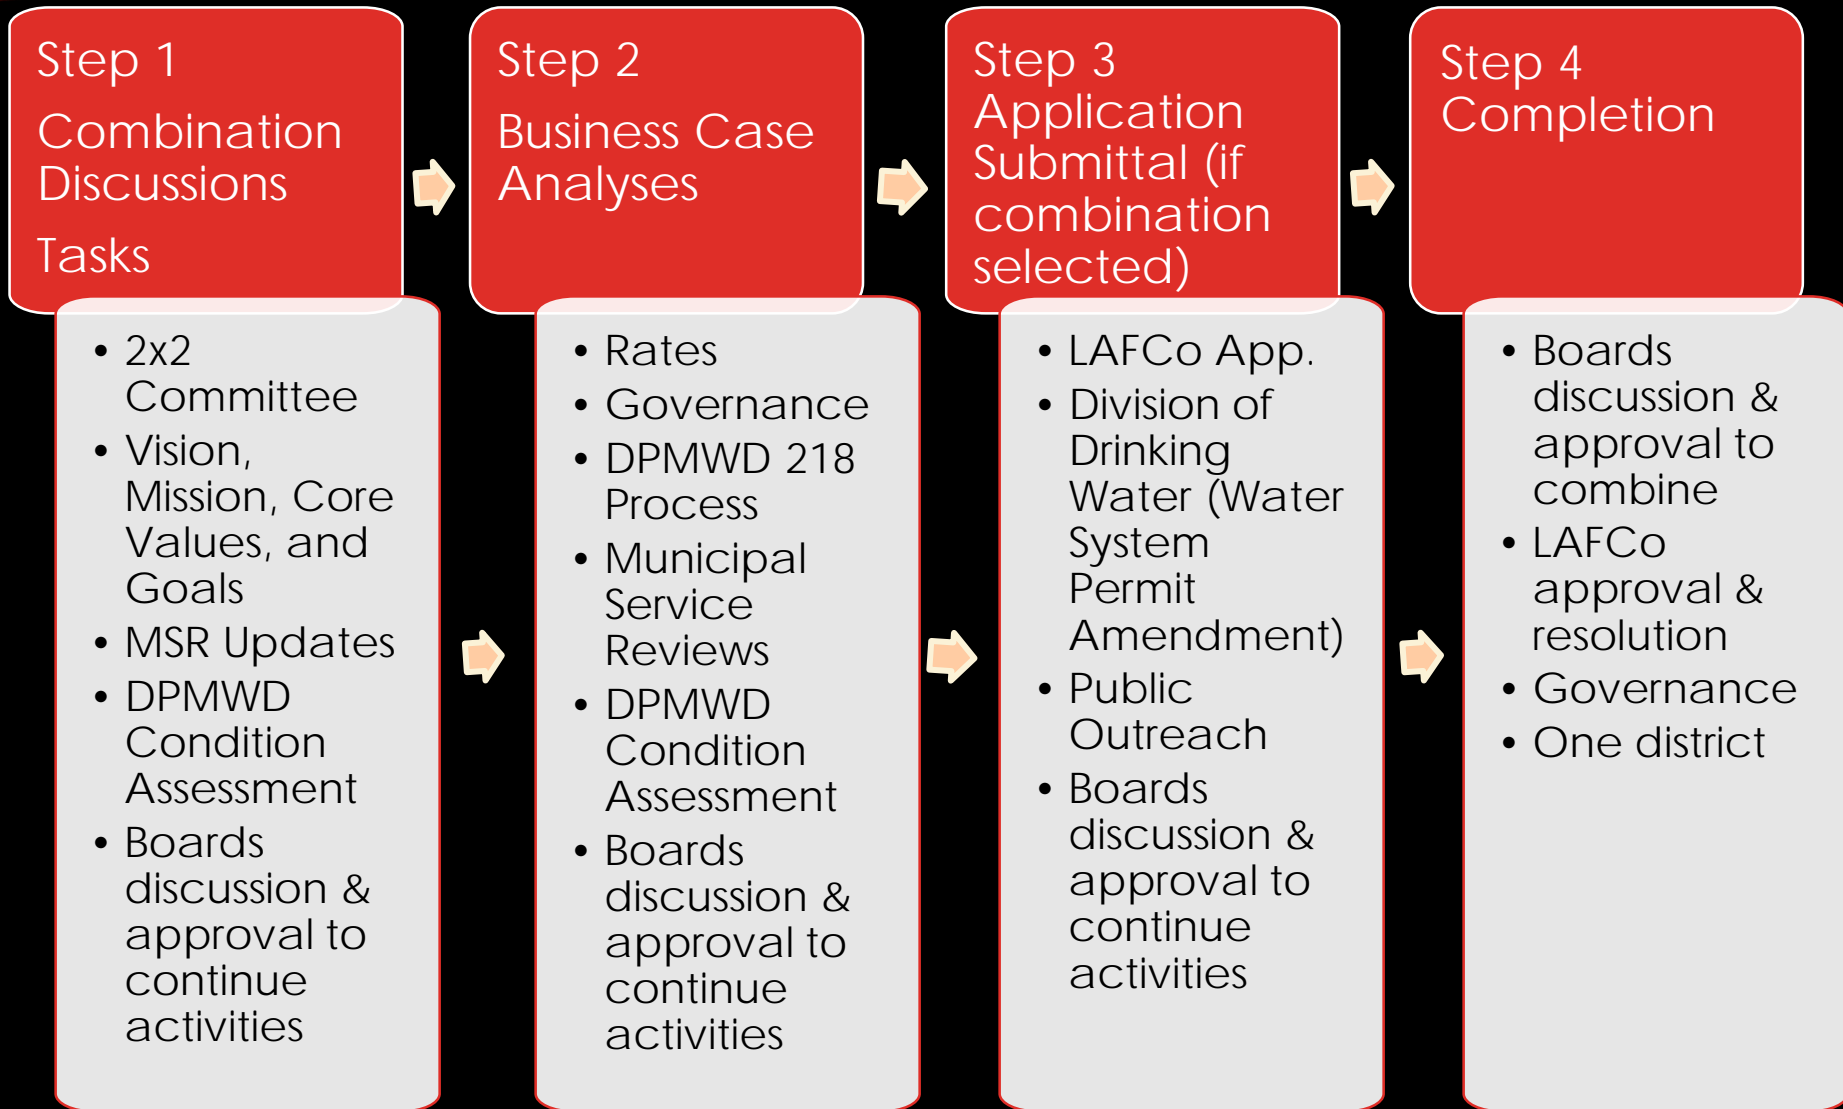 Step 1
Combination
Discussions
Tasks
• 2x2
Committee
• Vision,
Mission, Core
Values, and
Goals
• MSR Updates
• DPMWD
Condition
Assessment
• Boards
discussion &
approval to
continue
activities
Step 2
Business Case
Analyses
• Rates
• Governance
• DPMWD 218
Process
• Municipal
Service
Reviews
• DPMWD
Condition
Assessment
• Boards
discussion &
approval to
continue
activities
Step 3
Application
Submittal (if
combination
selected)
• LAFCo App.
• Division of
Drinking
Water (Water
System
Permit
Amendment)
• Public
Outreach
• Boards
discussion &
approval to
continue
activities
Step 4
Completion
• Boards
discussion &
approval to
combine
• LAFCo
approval &
resolution
• Governance
• One district